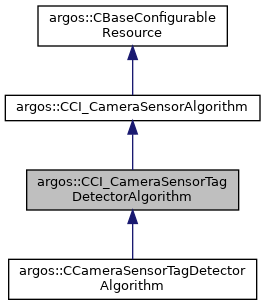 argos::CBaseConfigurable
Resource
argos::CCI_CameraSensorAlgorithm
argos::CCI_CameraSensorTag
DetectorAlgorithm
argos::CCameraSensorTagDetector
Algorithm